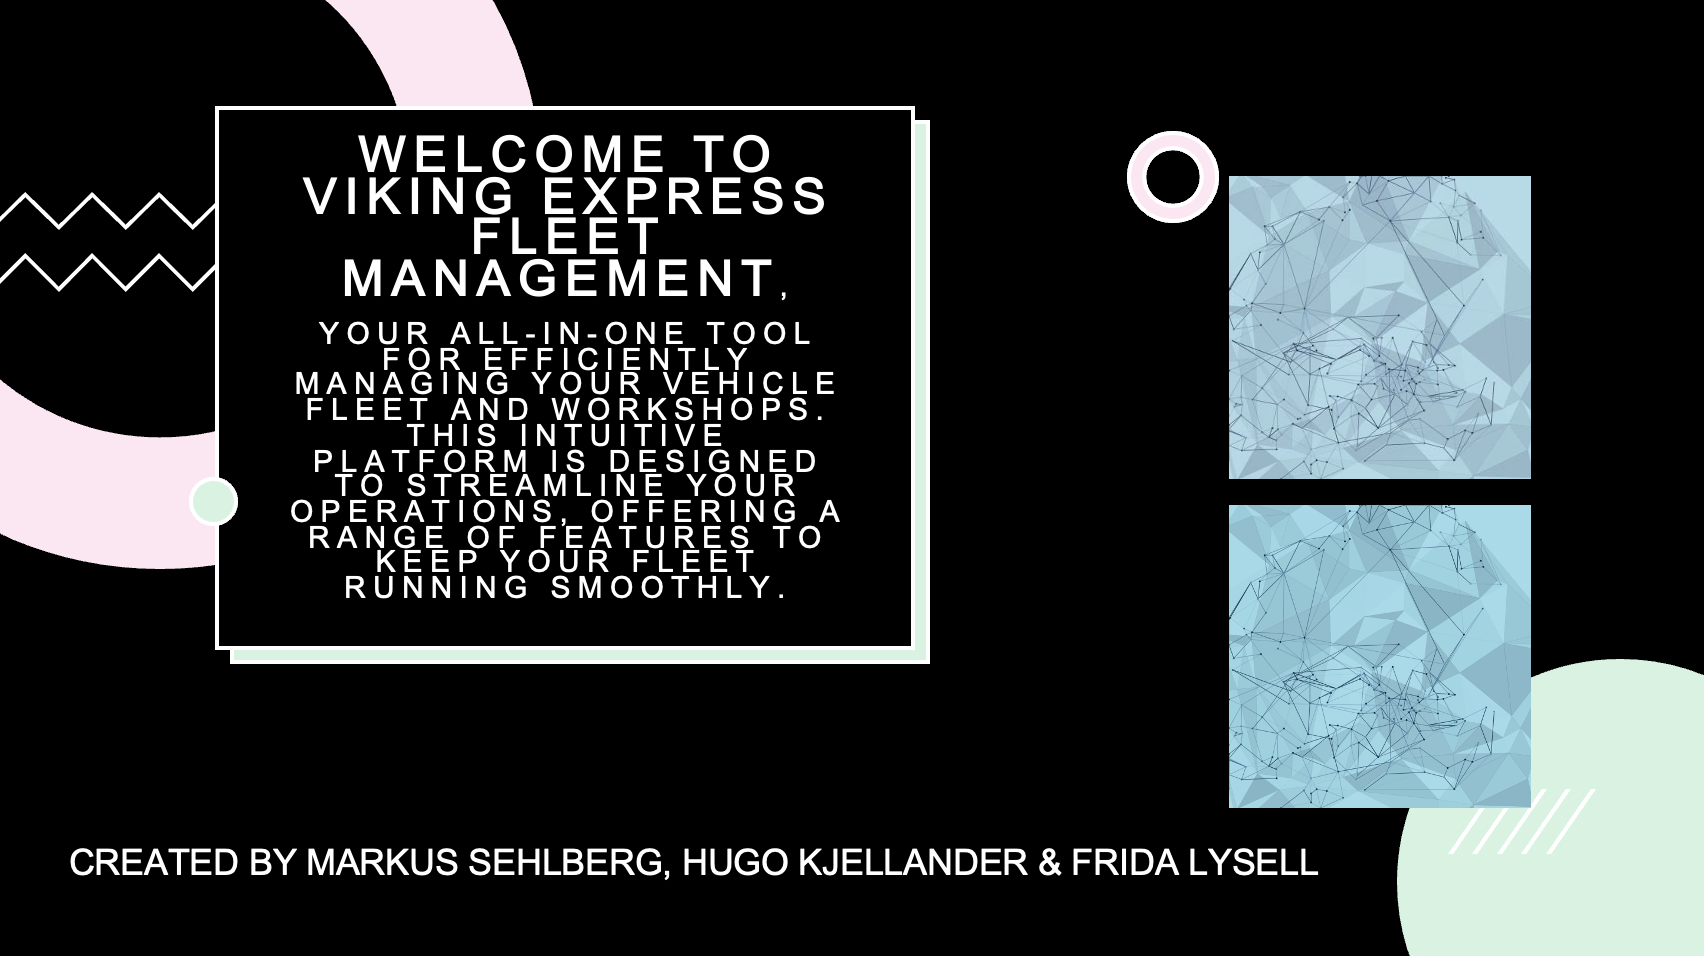 WELCOME TO
VIKING EXPRESS
FLEET
MANAGEMENT,
YOUR ALL-IN-ONE TOOL
FOR EFFICIENTLY
MANAGING YOUR VEHICLE
FLEET AND WORKSHOPS.
THIS INTUITIVE
PLATFORM IS DESIGNED
TO STREAMLINE YOUR
OPERATIONS, OFFERING A
RANGE OF FEATURES TO
KEEP YOUR FLEET
RUNNING SMOOTHLY.
CREATED BY MARKUS SEHLBERG, HUGO KJELLANDER & FRIDA LYSELL